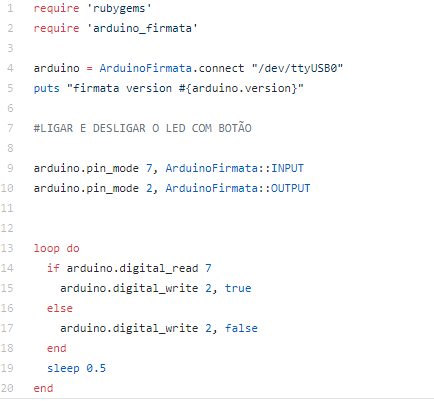 1 require 'rubygems'
2 require 'arduino_firmata'
3
4 arduino = ArduinoFirmata.connect "/dev/ttyUSB0"
5 puts "firmata version #{arduino.version}"
6
7 #LIGAR E DESLIGAR O LED COM BOTÃO
8
9 arduino.pin_mode 7, ArduinoFirmata::INPUT
10 arduino.pin_mode 2, ArduinoFirmata::OUTPUT
11
12
13 loop do
14   if arduino.digital_read 7
15     arduino.digital_write 2, true
16   else
17     arduino.digital_write 2, false
18   end
19   sleep 0.5
20 end